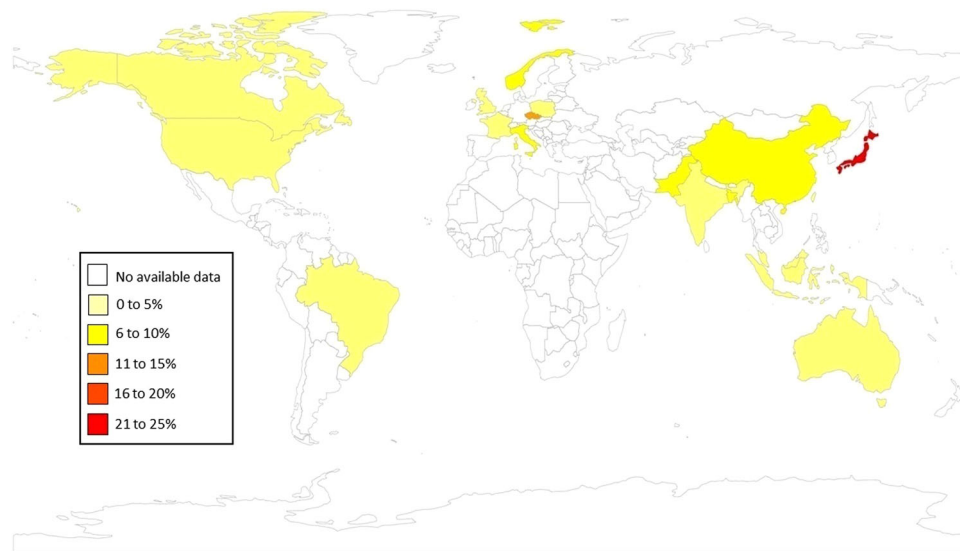 No available data
0 to 5%
6 to 10%
11 to 15%
16 to 20%
21 to 25%